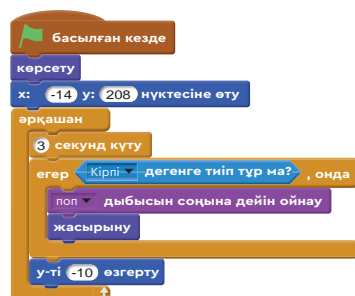 басылған кезде
көрсету
x: -14 y: 208 нүктесіне өту
әрқашан
3 секунд күту
егер Кірпі дегенге тиіп тұр ма? , онда
поп дыбысын соңына дейін ойнау
жасырыну
у-ті -10 өзгерту